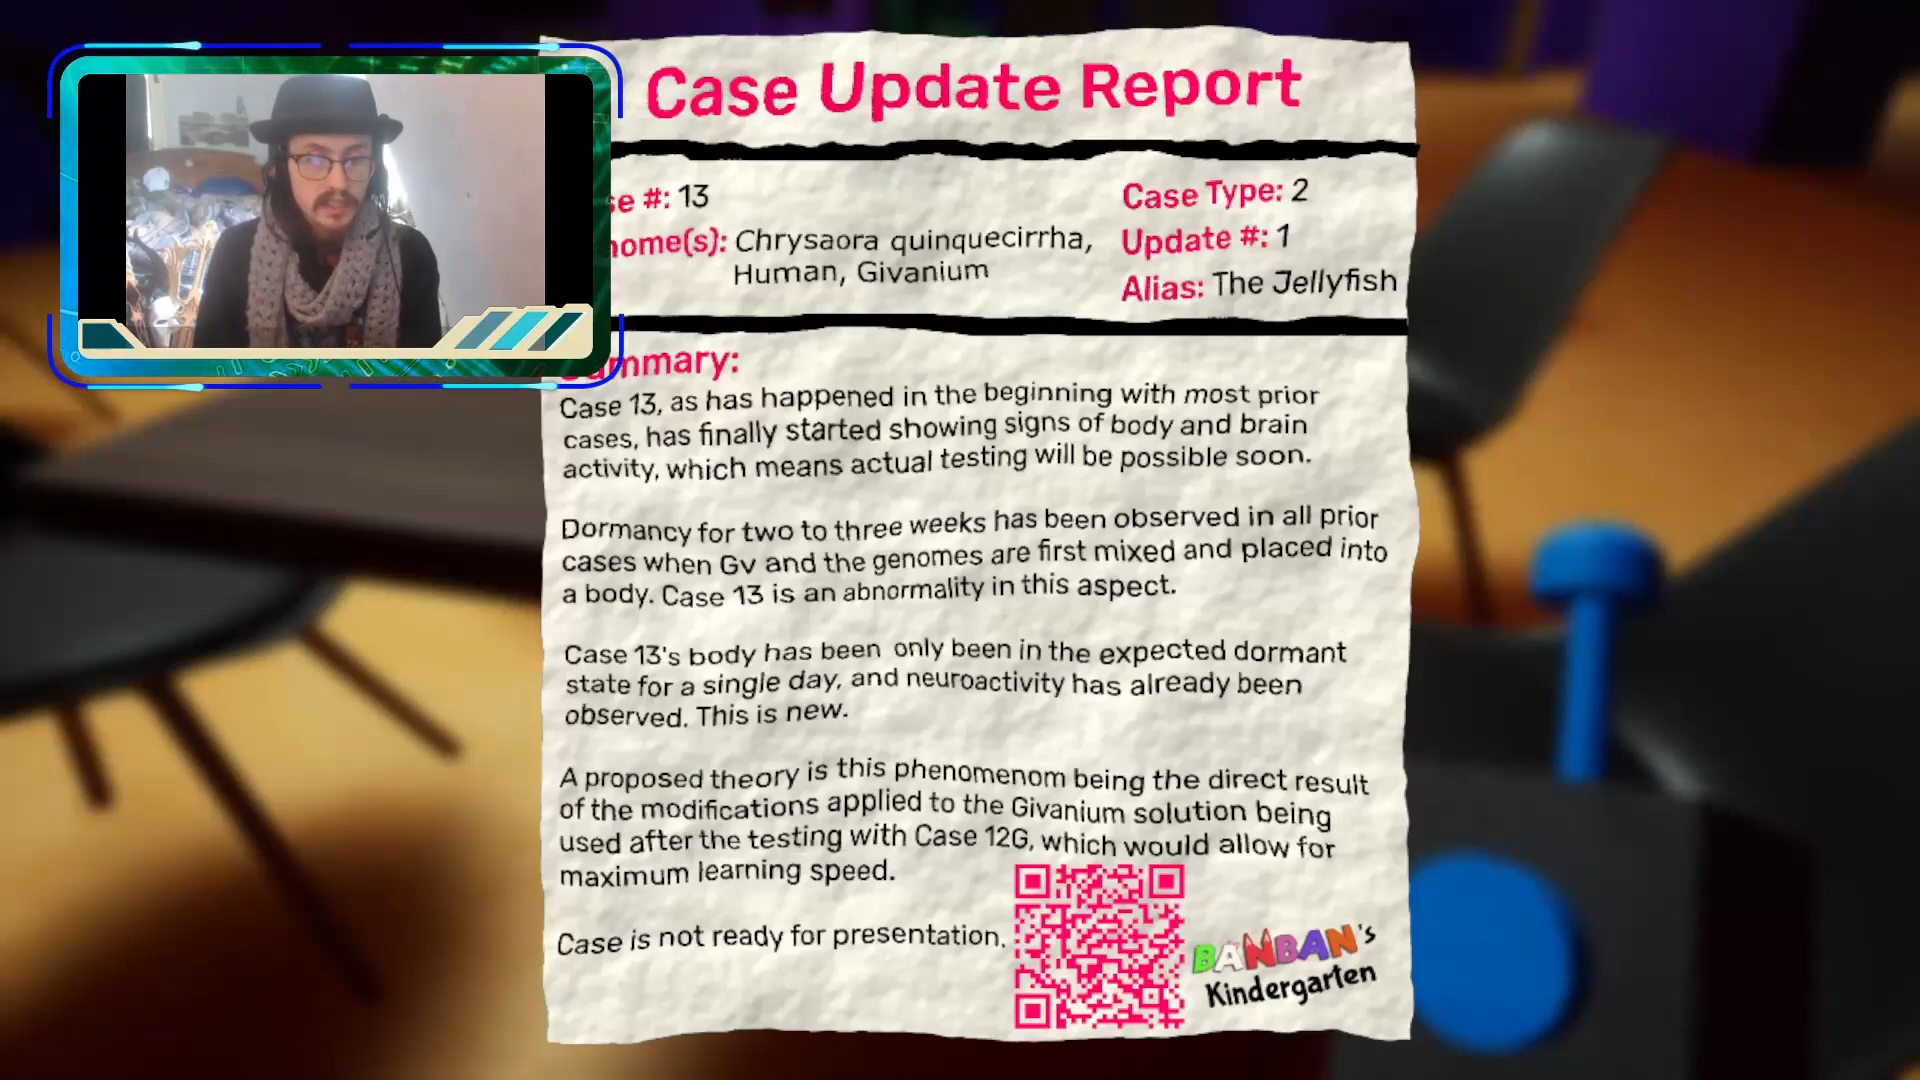 Case Update Report
se #: 13
Case Type: 2
nome(s): Chrysaora quinquecirrha,
Human, Givanium
Update #: 1
Alias: The Jellyfish
Summary:
Case 13, as has happened in the beginning with most prior
cases, has finally started showing signs of body and brain
activity, which means actual testing will be possible soon.
Dormancy for two to three weeks has been observed in all prior
cases when Gv and the genomes are first mixed and placed into
a body. Case 13 is an abnormality in this aspect.
Case 13's body has been only been in the expected dormant
state for a single day, and neuroactivity has already been
observed. This is new.
A proposed theory is this phenomenom being the direct result
of the modifications applied to the Givanium solution being
used after the testing with Case 12G, which would allow for
maximum learning speed.
Case is not ready for presentation.
BANBAN's
Kindergarten